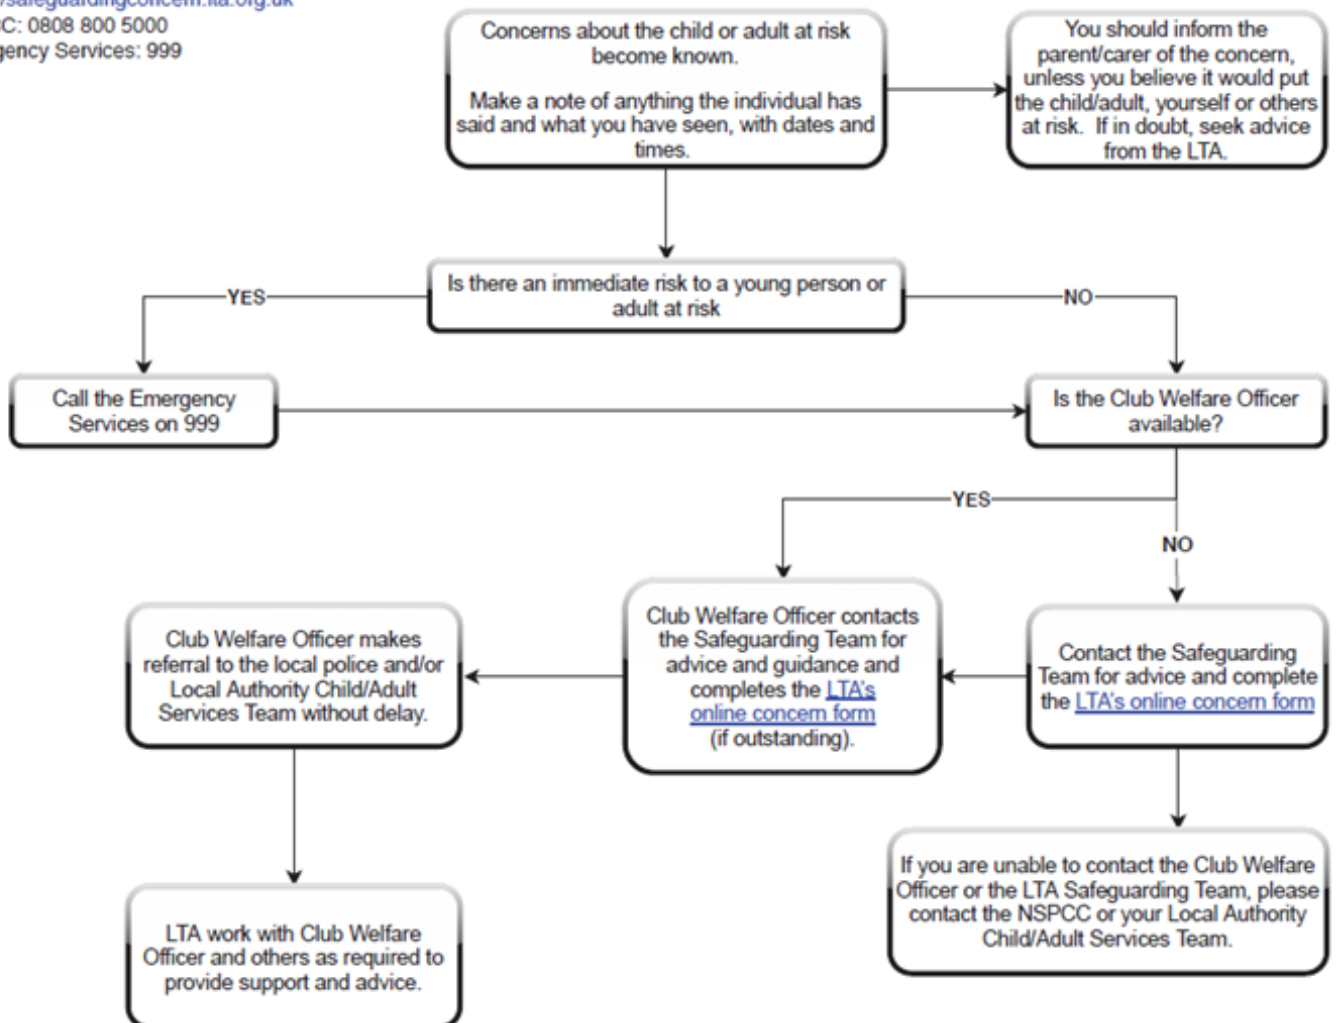 /safeguardingconcern.lta.org.uk
C: 0808 800 5000
gency Services: 999
Concerns about the child or adult at risk
become known.
Make a note of anything the individual has
said and what you have seen, with dates and
times.
You should inform the
parent/carer of the concern,
unless you believe it would put
the child/adult, yourself or others
at risk. If in doubt, seek advice
from the LTA.
Is there an immediate risk to a young person or
adult at risk
YES
NO
Call the Emergency
Services on 999
Is the Club Welfare Officer
available?
YES
NO
Club Welfare Officer makes
referral to the local police and/or
Local Authority Child/Adult
Services Team without delay.
Club Welfare Officer contacts
the Safeguarding Team for
advice and guidance and
completes the LTA's
online concern form
(if outstanding).
Contact the Safeguarding
Team for advice and complete
the LTA's online concern form
LTA work with Club Welfare
Officer and others as required to
provide support and advice.
If you are unable to contact the Club Welfare
Officer or the LTA Safeguarding Team, please
contact the NSPCC or your Local Authority
Child/Adult Services Team.